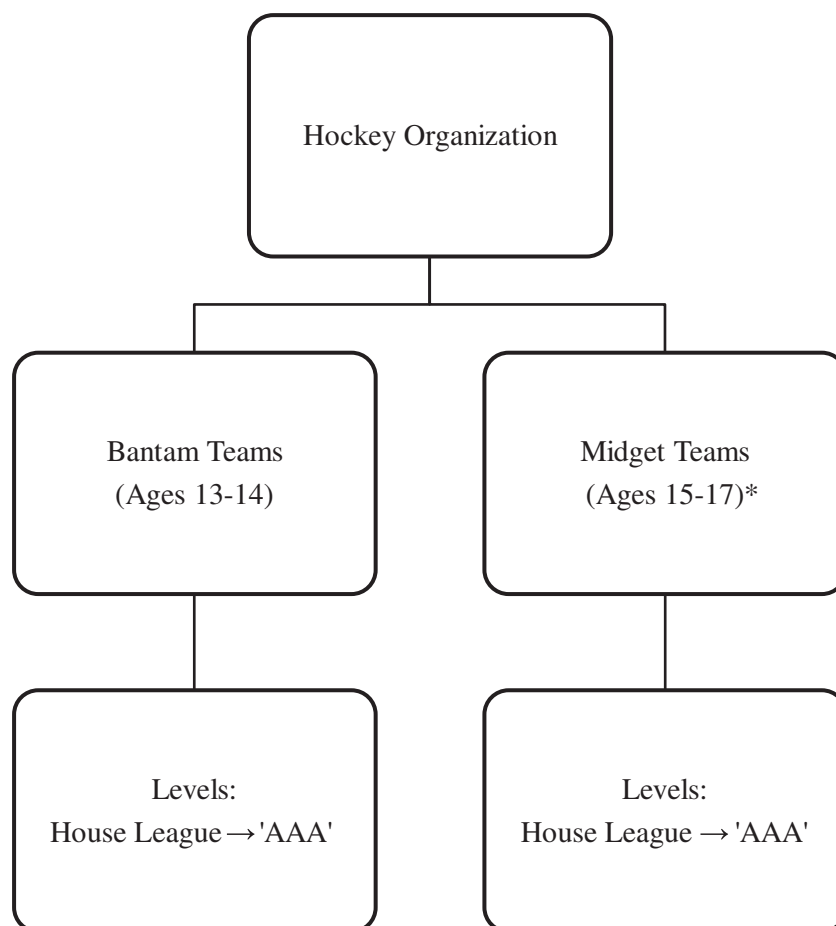 Hockey Organization
Bantam Teams
(Ages 13-14)
Midget Teams
(Ages 15-17)*
Levels:
House League → 'AAA'
Levels:
House League → 'AAA'